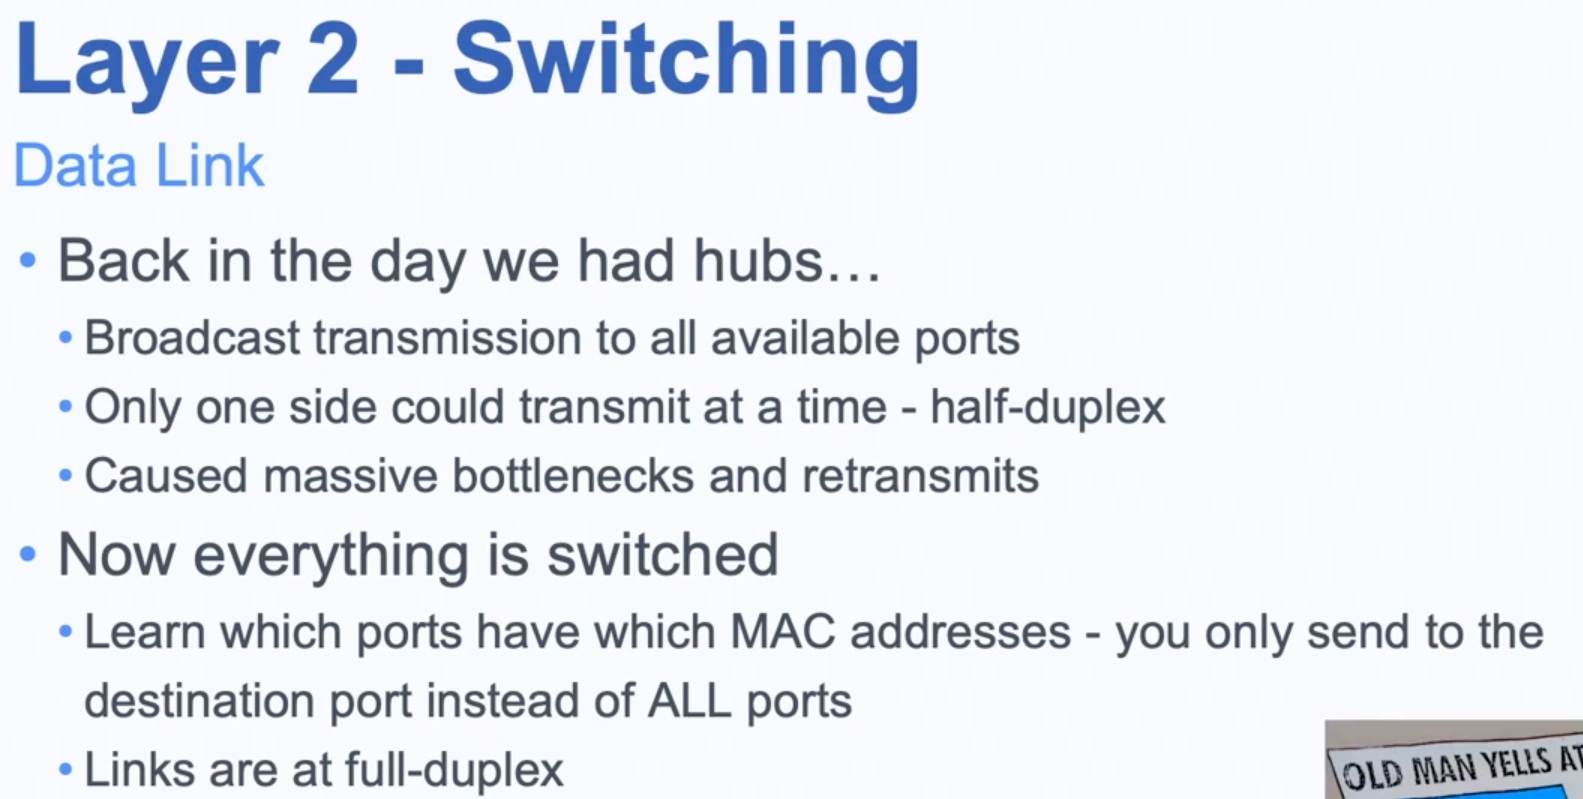 Layer 2 - Switching
Data Link
• Back in the day we had hubs…
• Broadcast transmission to all available ports
• Only one side could transmit at a time - half-duplex
• Caused massive bottlenecks and retransmits
• Now everything is switched
• Learn which ports have which MAC addresses - you only send to the
destination port instead of ALL ports
• Links are at full-duplex
OLD MAN YELLS AT